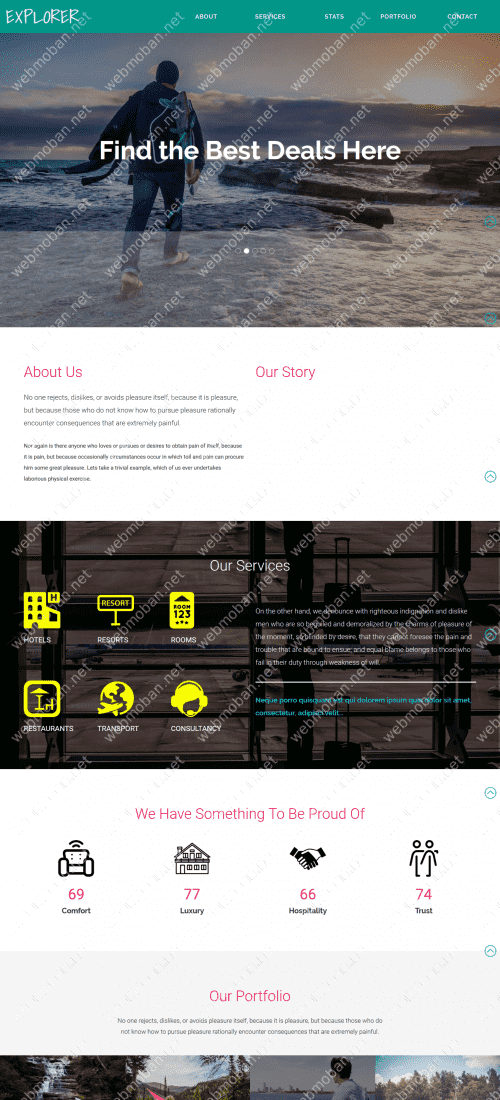 EXPLORER
ABOUT SERVICES STATS PORTFOLIO CONTACT
Find the Best Deals Here
About Us
No one rejects, dislikes, or avoids pleasure itself, because it is pleasure,
but because those who do not know how to pursue pleasure rationally
encounter consequences that are extremely painful.
Nor again is there anyone who loves or pursues or desires to obtain pain of itself, because
it is pain, but because occasionally circumstances occur in which toil and pain can procure
him some great pleasure. Lets take a trivial example, which of us ever undertakes
laborious physical exercise.
Our Story
Our Services
HOTELS
RESORT
RESORTS
ROOM
123
ROOMS
RESTAURANTS
TRANSPORT
CONSULTANCY
On the other hand, we denounce with righteous indignation and dislike
men who are so beguiled and demoralized by the charms of pleasure of
the moment, so blinded by desire, that they cannot foresee the pain and
trouble that are bound to ensue; and equal blame belongs to those who
fail in their duty through weakness of will.
Neque porro quisquam est qui dolorem ipsum quia dolor sit amet,
consectetur, adipisci velit...
We Have Something To Be Proud Of
69
Comfort
77
Luxury
66
Hospitality
74
Trust
Our Portfolio
No one rejects, dislikes, or avoids pleasure itself, because it is pleasure, but because those who do
not know how to pursue pleasure rationally encounter consequences that are extremely painful.
webmoban.net